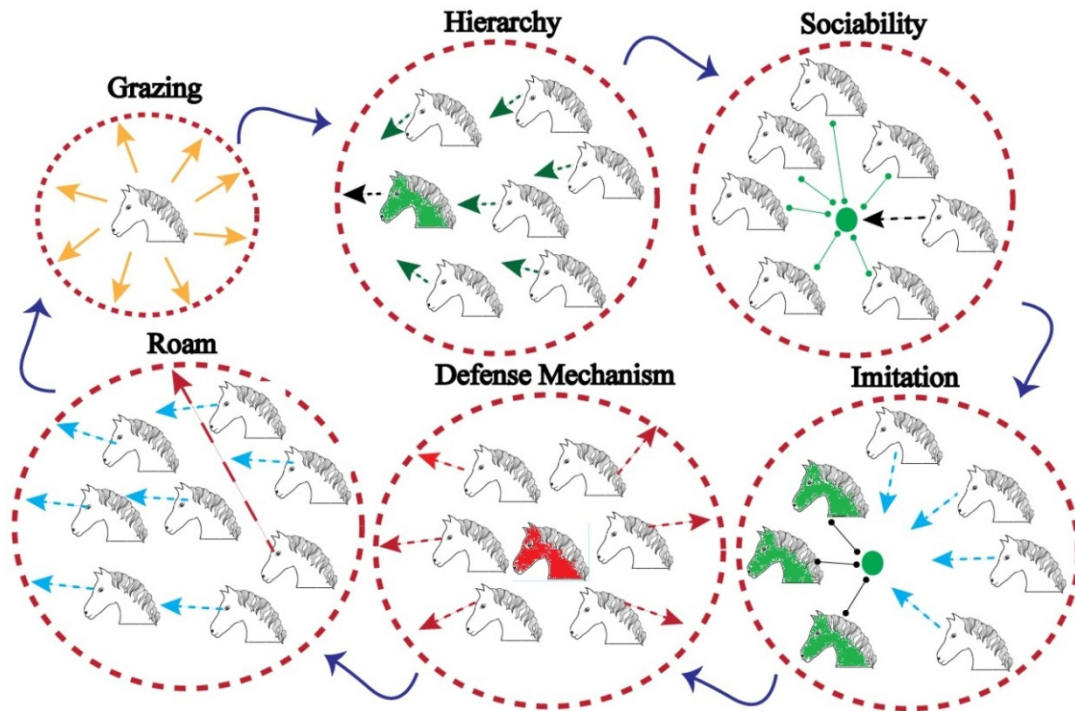 Hierarchy
Sociability
Grazing
Roam
Defense Mechanism
Imitation